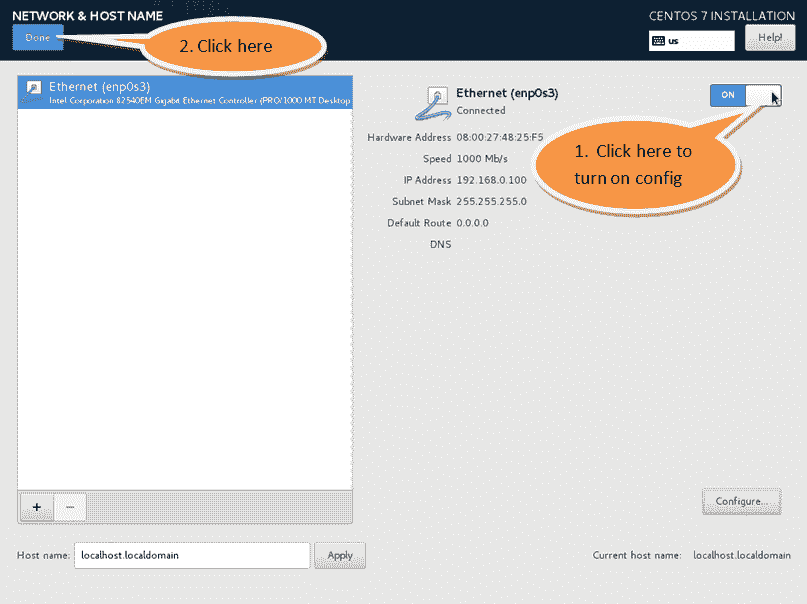 NETWORK & HOST NAME
CENTOS 7 INSTALLATION
Done
2. Click here
us
Help!
Ethernet (enp0s3)
Intel Corporation 82540EM Gigabit Ethernet Controller (PRO/1000 MT Desktop
Ethernet (enp0s3)
Connected
ON
Hardware Address 08:00:27:48:25:F5
Speed 1000 Mb/s
IP Address 192.168.0.100
Subnet Mask 255.255.255.0
Default Route 0.0.0.0
DNS
1. Click here to
turn on config
+
−
Configure...
Host name: localhost.localdomain Apply
Current host name: localhost.localdomain